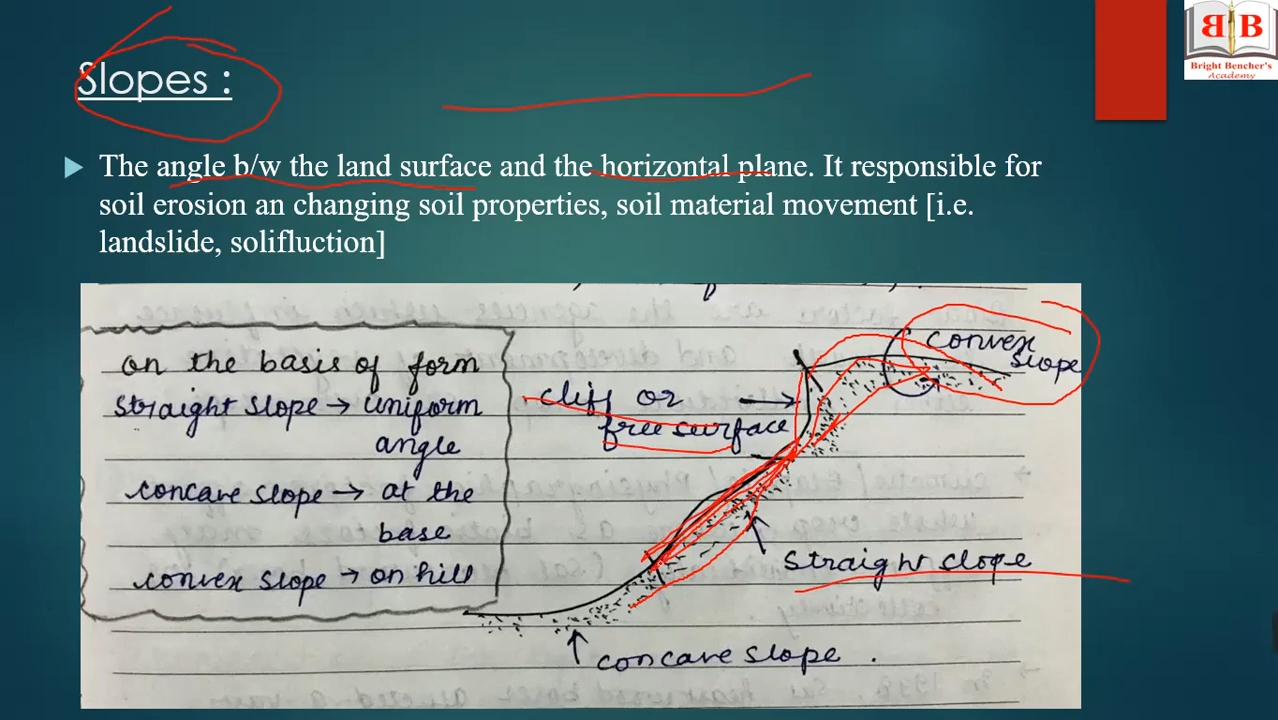 Slopes :
The angle b/w the land surface and the horizontal plane. It responsible for
soil erosion an changing soil properties, soil material movement [i.e.
landslide, solifluction]
BB
Bright Bencher's
Academy
on the basis of form
straight slope → uniform
angle
concave slope → at the
base
convex slope → on hill
convex
slope
cliff or
free surface
straight slope
concave slope .